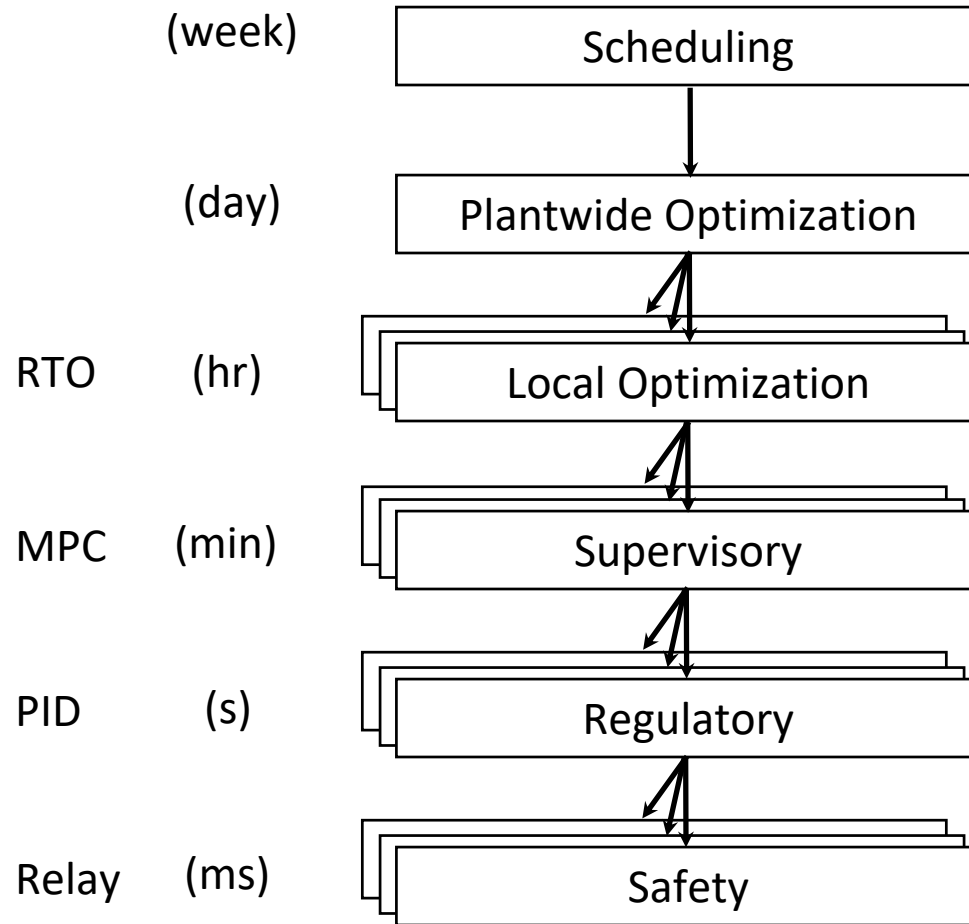 (week) Scheduling
(day) Plantwide Optimization
RTO (hr) Local Optimization
MPC (min) Supervisory
PID (s) Regulatory
Relay (ms) Safety